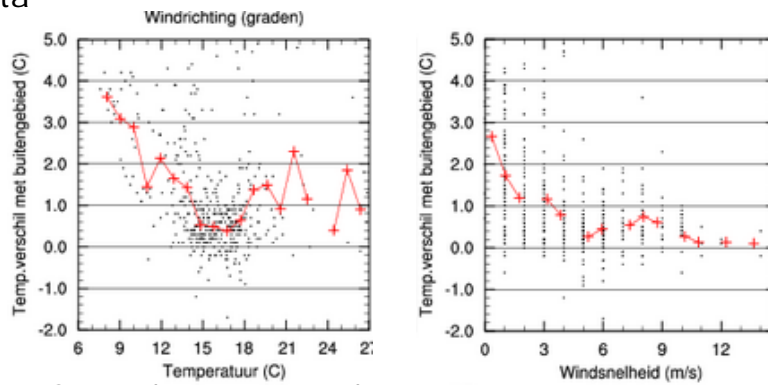 ta
Windrichting (graden)
Temp.verschil met buitengebied (C)
5.0
4.0
3.0
2.0
1.0
0.0
-1.0
-2.0
6 9 12 15 18 21 24 27
Temperatuur (C)
Temp.verschil met buitengebied (C)
5.0
4.0
3.0
2.0
1.0
0.0
-1.0
-2.0
0 3 6 9 12
Windsnelheid (m/s)